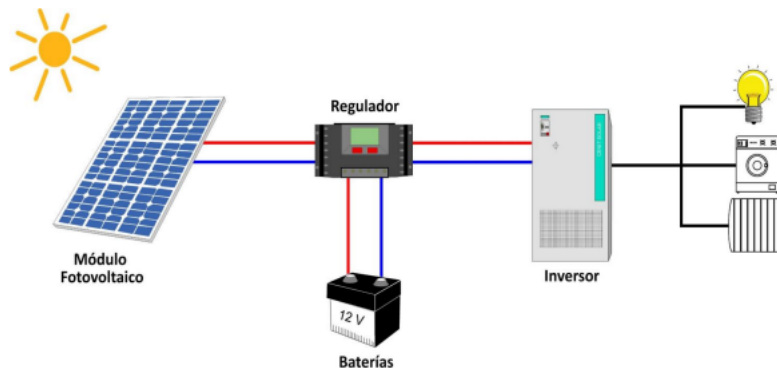 Regulador
Módulo
Fotovoltaico
Inversor
12 V
Baterías